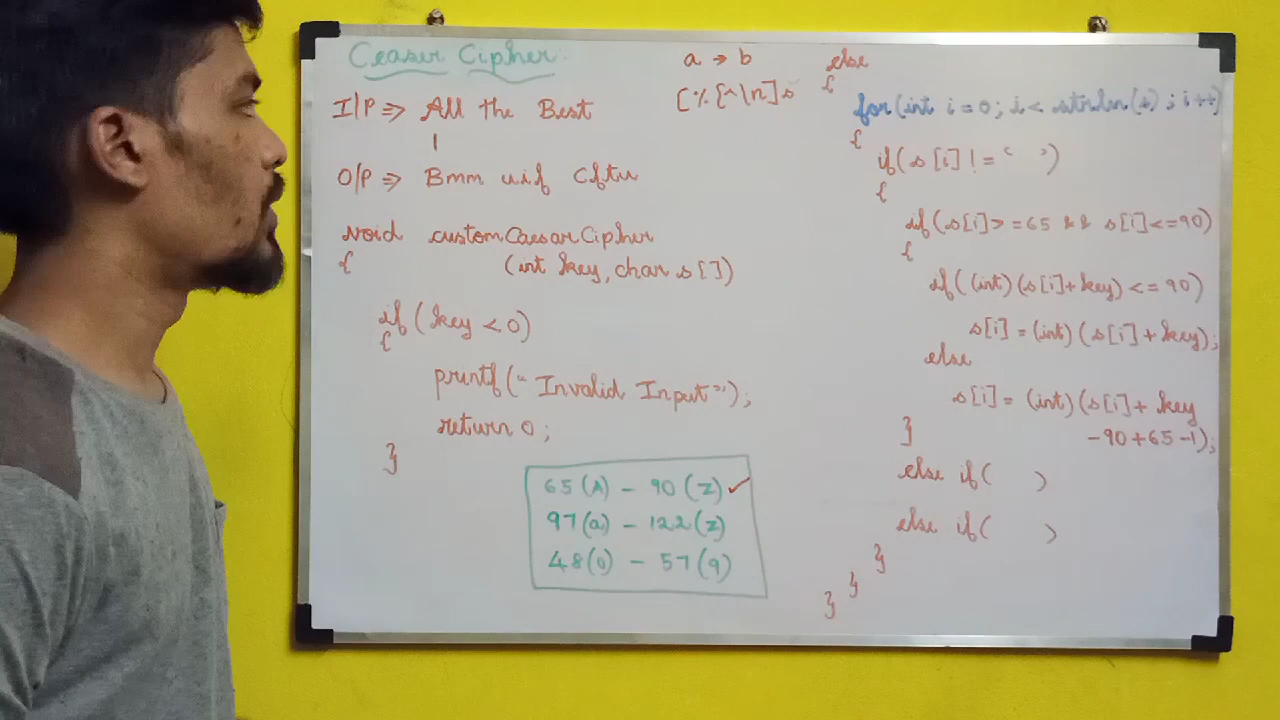 Ceaser Cipher:
I/P => All the Best
O/P => Bmm uif Cftu
void customCaesarCipher
{ (int key, char s[])
if (key < 0)
{
printf("Invalid Input");
return 0;
}
65(A) - 90(Z) ✓
97(a) - 122(z)
48(0) - 57(9)
a → b
[%[^\n]s
else
{
for(int i=0; i< strlen(s); i++)
{
if(s[i] != ' ')
{
if(s[i]>=65 && s[i]<=90)
{
if((int)(s[i]+key)<=90)
s[i] = (int)(s[i]+key);
else
s[i] = (int)(s[i]+key
-90+65-1);
}
else if( )
else if( )
}
}
}